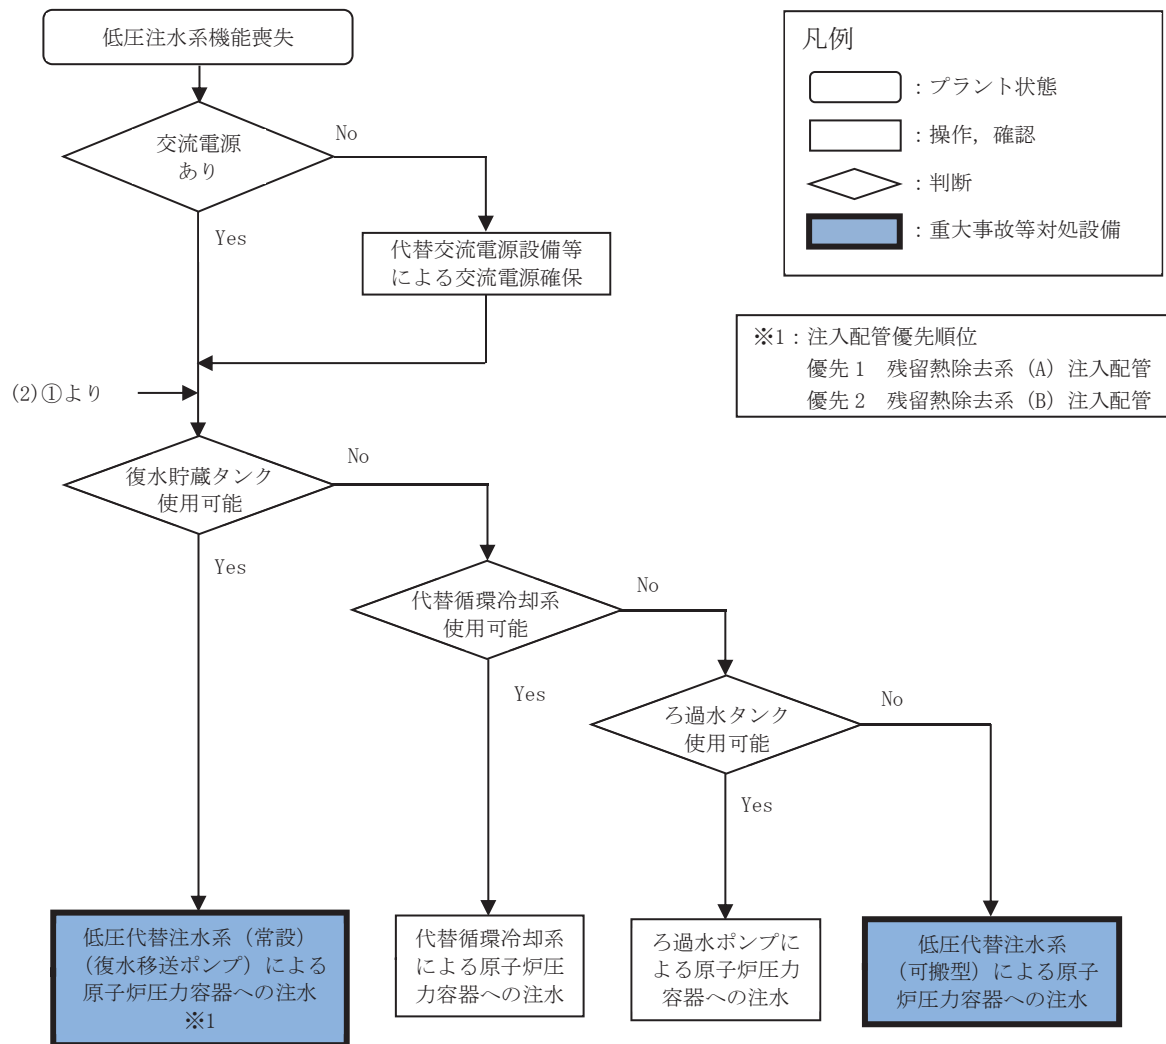 低圧注水系機能喪失
交流電源
あり
No
Yes
代替交流電源設備等
による交流電源確保
(2)①より
復水貯蔵タンク
使用可能
No
Yes
代替循環冷却系
使用可能
No
Yes
ろ過水タンク
使用可能
No
Yes
低圧代替注水系（常設）
（復水移送ポンプ）による
原子炉圧力容器への注水
※1
代替循環冷却系
による原子炉圧
力容器への注水
ろ過水ポンプに
よる原子炉圧力
容器への注水
低圧代替注水系
（可搬型）による原子
炉圧力容器への注水
凡例
：プラント状態
：操作，確認
：判断
：重大事故等対処設備
※1：注入配管優先順位
優先1　残留熱除去系（A）注入配管
優先2　残留熱除去系（B）注入配管